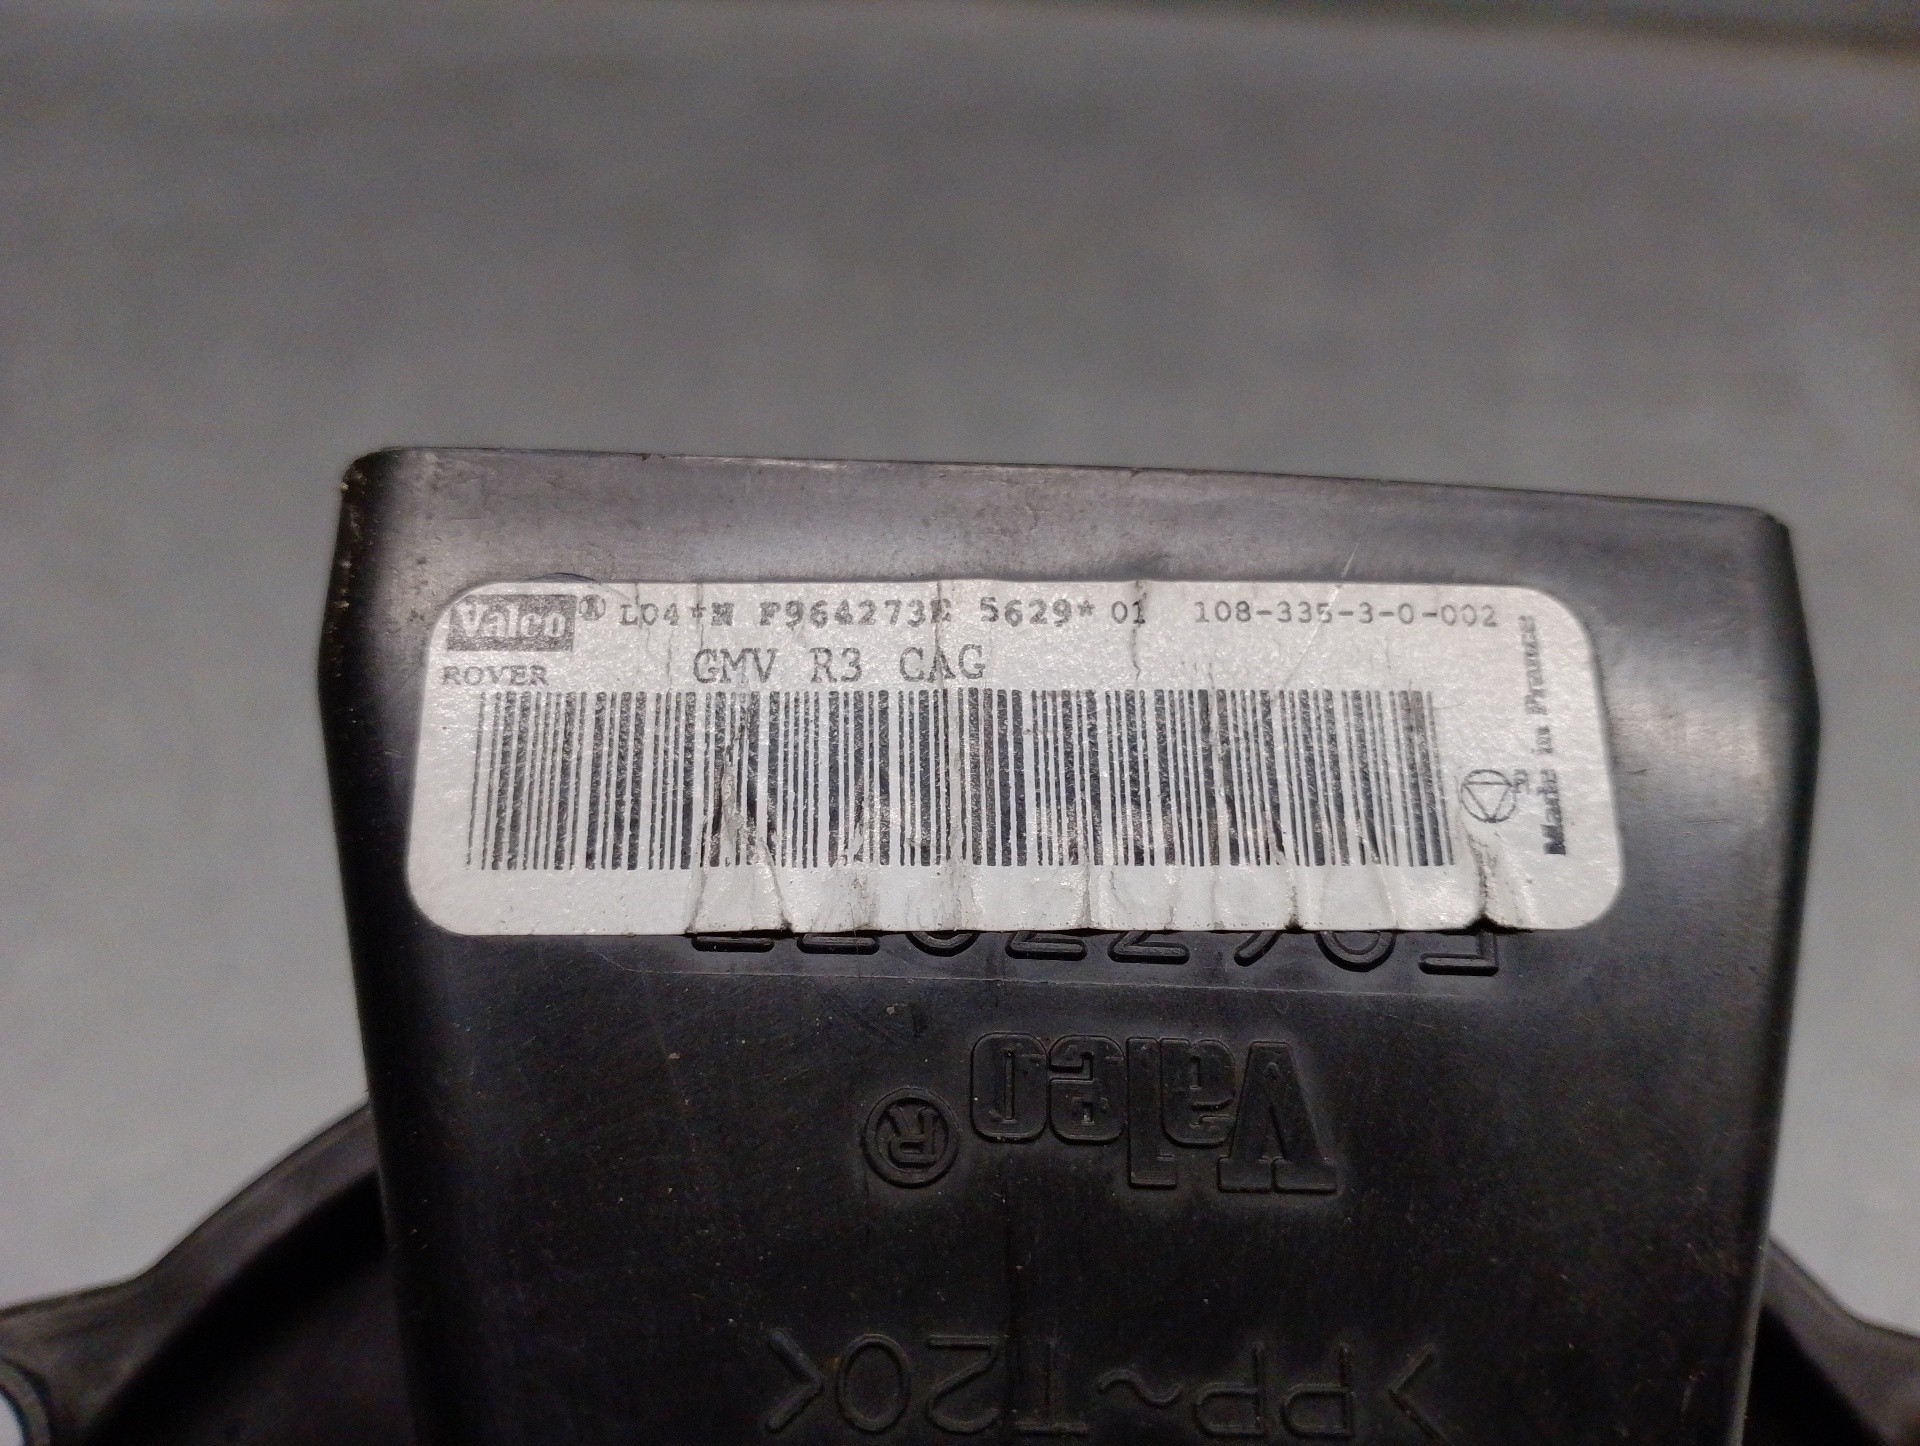 Valeo® L04*N F964273E 5629* 01 108-335-3-0-002
ROVER GMV R3 CAG
Made in France
Valeo®
>PP~T20<